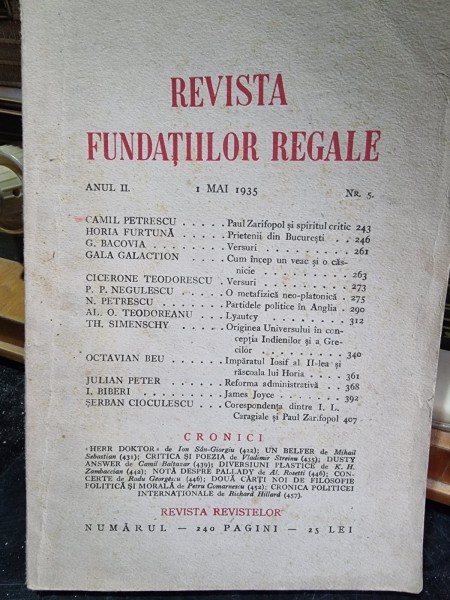 REVISTA
FUNDAȚIILOR REGALE
ANUL II. 1 MAI 1935 Nr. 5.
CAMIL PETRESCU . . . . . Paul Zarifopol și spiritul critic 243
HORIA FURTUNĂ . . . . . Prietenii din București . . 246
G. BACOVIA . . . . . . . . Versuri . . . . . . . . . 261
GALA GALACTION . . . . Cum încep un veac și o căs-
nicie . . . . . . . . . 263
CICERONE TEODORESCU . Versuri . . . . . . . . . 273
P. P. NEGULESCU . . . . . O metafizică neo-platonică . 275
N. PETRESCU . . . . . . . Partidele politice în Anglia . 290
AL. O. TEODOREANU . . . Lyautey . . . . . . . . . 312
TH. SIMENSCHY . . . . . . Originea Universului în con-
cepția Indienilor și a Gre-
cilor . . . . . . . . . 340
OCTAVIAN BEU . . . . . . Împăratul Iosif al II-lea și
răscoala lui Horia . . . . 361
JULIAN PETER . . . . . . Reforma administrativă . . 368
I. BIBERI . . . . . . . . . James Joyce . . . . . . . 392
ȘERBAN CIOCULESCU . . . Corespondența dintre I. L.
Caragiale și Paul Zarifopol 407
CRONICI
«HERR DOKTOR» de Ion Sân-Giorgiu (422); UN BELFER de Mihail
Sebastian (431); CRITICA ȘI POEZIA de Vladimir Streinu (435); DUSTY
ANSWER de Camil Baltazar (439); DIVERSIUNI PLASTICE de K. H.
Zambaccian (442); NOTĂ DESPRE PALLADY de Al. Rosetti (446); CON-
CERTE de Radu Georgescu (446); DOUĂ CĂRȚI NOI DE FILOSOFIE
POLITICĂ ȘI MORALĂ de Petru Comarnescu (452); CRONICA POLITICEI
INTERNAȚIONALE de Richard Hillard (457).
REVISTA REVISTELOR
NUMĂRUL — 240 PAGINI — 25 LEI